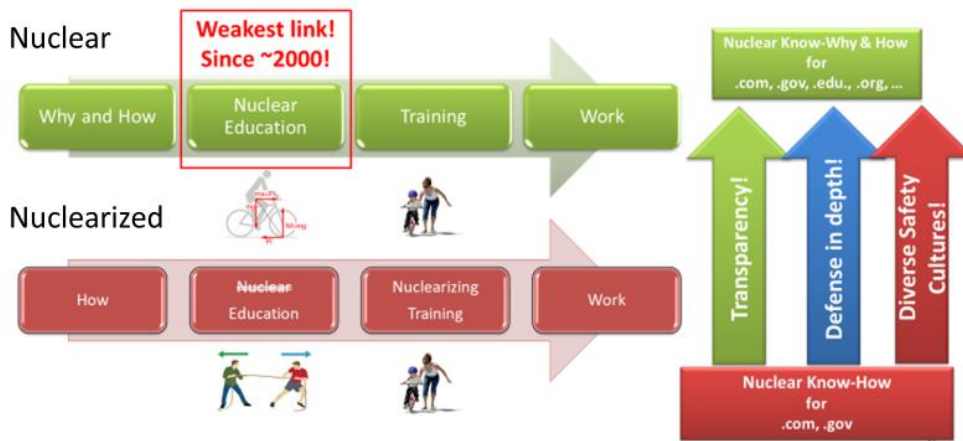 Nuclear
Weakest link!
Since ~2000!
Why and How
Nuclear
Education
Training
Work
Nuclearized
How
Nuclear
Education
Nuclearizing
Training
Work
Nuclear Know-Why & How
for
.com, .gov, .edu., .org, ...
Transparency!
Defense in depth!
Diverse Safety
Cultures!
Nuclear Know-How
for
.com, .gov